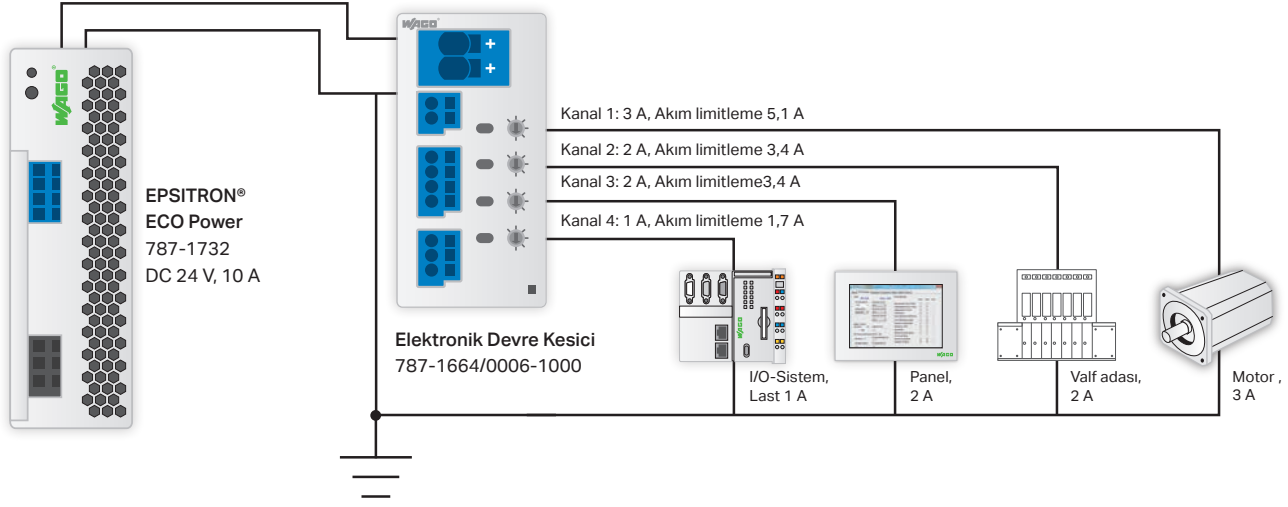 WAGO
WAGO
+
+
EPSITRON®
ECO Power
787-1732
DC 24 V, 10 A
Kanal 1: 3 A, Akım limitleme 5,1 A
Kanal 2: 2 A, Akım limitleme 3,4 A
Kanal 3: 2 A, Akım limitleme3,4 A
Kanal 4: 1 A, Akım limitleme 1,7 A
Elektronik Devre Kesici
787-1664/0006-1000
WAGO
WAGO
I/O-Sistem,
Last 1 A
Panel,
2 A
Valf adası,
2 A
Motor ,
3 A